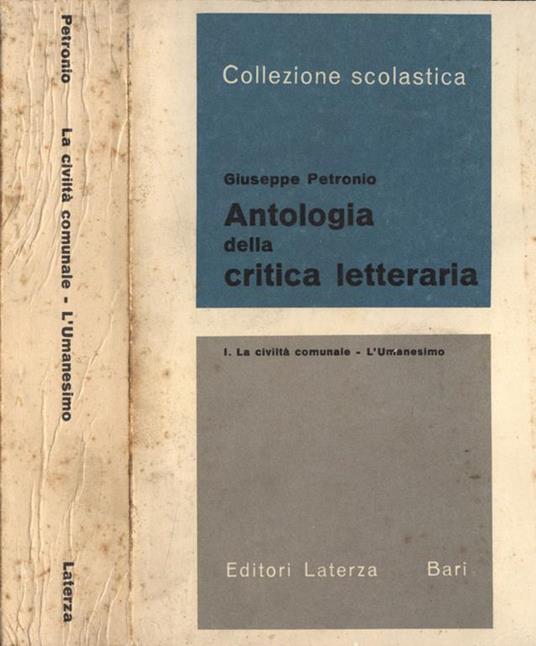 Petronio La civiltà comunale - L'Umanesimo Laterza
Collezione scolastica
Giuseppe Petronio
Antologia
della
critica letteraria
I. La civiltà comunale - L'Umanesimo
Editori Laterza Bari